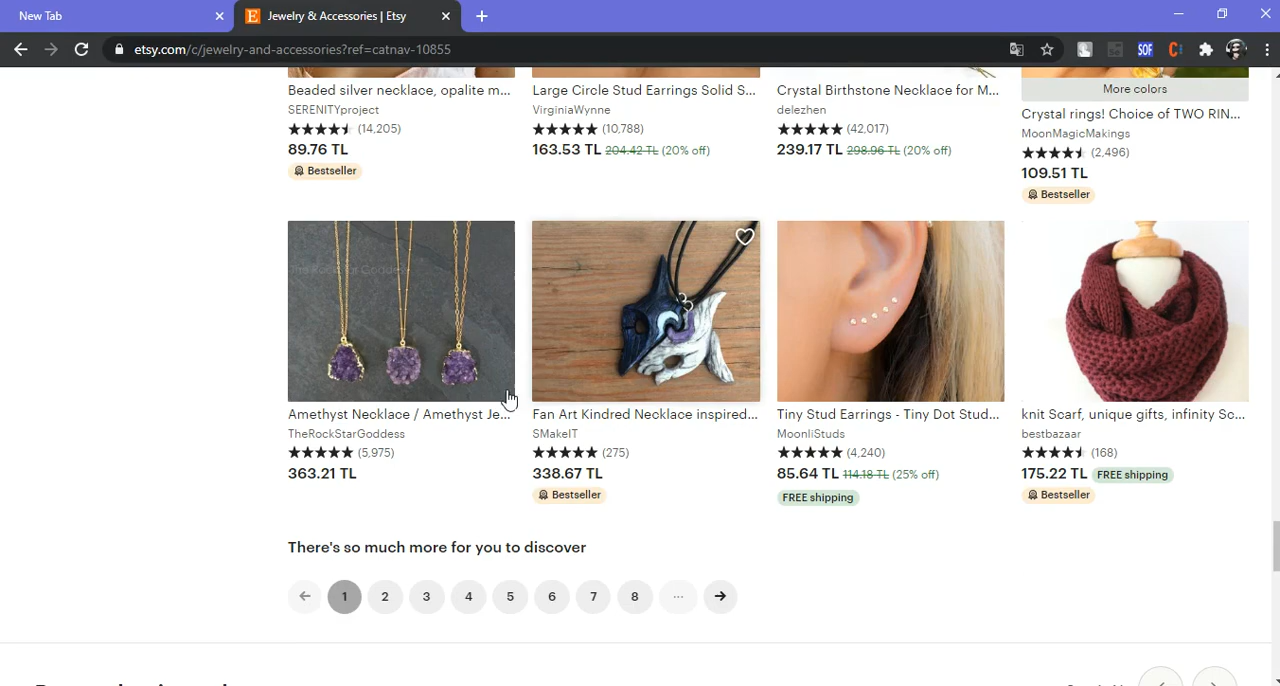 New Tab
Jewelry & Accessories | Etsy
etsy.com/c/jewelry-and-accessories?ref=catnav-10855
SOF
Beaded silver necklace, opalite m...
SERENITYproject
(14,205)
89.76 TL
Bestseller
Large Circle Stud Earrings Solid S...
VirginiaWynne
(10,788)
163.53 TL 204.42 TL (20% off)
Crystal Birthstone Necklace for M...
delezhen
(42,017)
239.17 TL 298.96 TL (20% off)
More colors
Crystal rings! Choice of TWO RIN...
MoonMagicMakings
(2,496)
109.51 TL
Bestseller
Amethyst Necklace / Amethyst Je...
TheRockStarGoddess
(5,975)
363.21 TL
Fan Art Kindred Necklace inspired...
SMakeIT
(275)
338.67 TL
Bestseller
Tiny Stud Earrings - Tiny Dot Stud...
MoonliStuds
(4,240)
85.64 TL 114.18 TL (25% off)
FREE shipping
knit Scarf, unique gifts, infinity Sc...
bestbazaar
(168)
175.22 TL FREE shipping
Bestseller
There's so much more for you to discover
1 2 3 4 5 6 7 8 ...